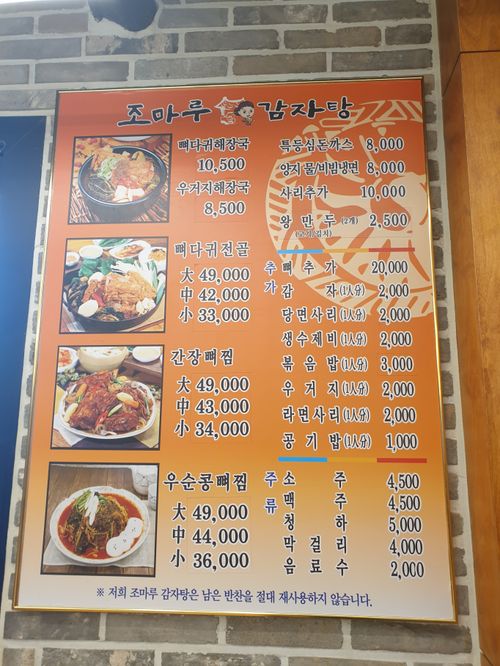 조마루 감자탕
뼈다귀해장국
10,500
우거지해장국
8,500
뼈다귀전골
大 49,000
中 42,000
小 33,000
간장뼈찜
大 49,000
中 43,000
小 34,000
우순콩뼈찜
大 49,000
中 44,000
小 36,000
특등심돈까스 8,000
양지 물/비빔냉면 8,000
사리추가 10,000
왕만두 (2개) 2,500
(고기/김치)
추가
뼈추가 20,000
감자 (1人分) 2,000
당면사리 (1人分) 2,000
생수제비 (1人分) 2,000
볶음밥 (1人分) 3,000
우거지 (1人分) 2,000
라면사리 (1人分) 2,000
공기밥 (1人分) 1,000
주류
소주 4,500
맥주 4,500
청하 5,000
막걸리 4,000
음료수 2,000
※ 저희 조마루 감자탕은 남은 반찬을 절대 재사용하지 않습니다.